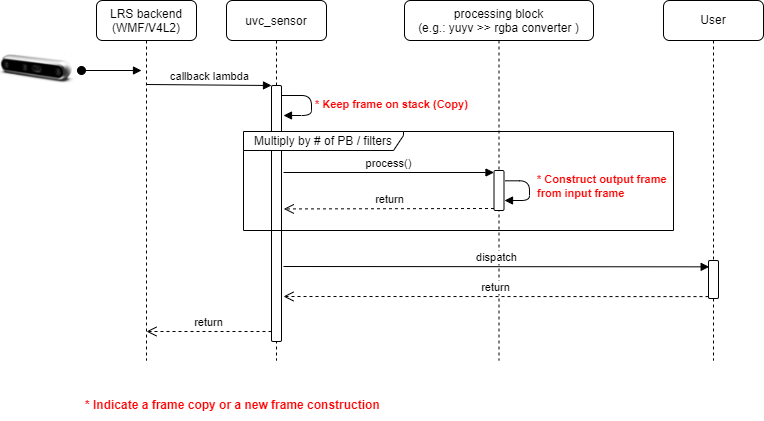 LRS backend
(WMF/V4L2)
uvc_sensor
processing block
(e.g.: yuyv >> rgba converter )
User
callback lambda
* Keep frame on stack (Copy)
Multiply by # of PB / filters
process()
* Construct output frame
from input frame
return
dispatch
return
return
* Indicate a frame copy or a new frame construction